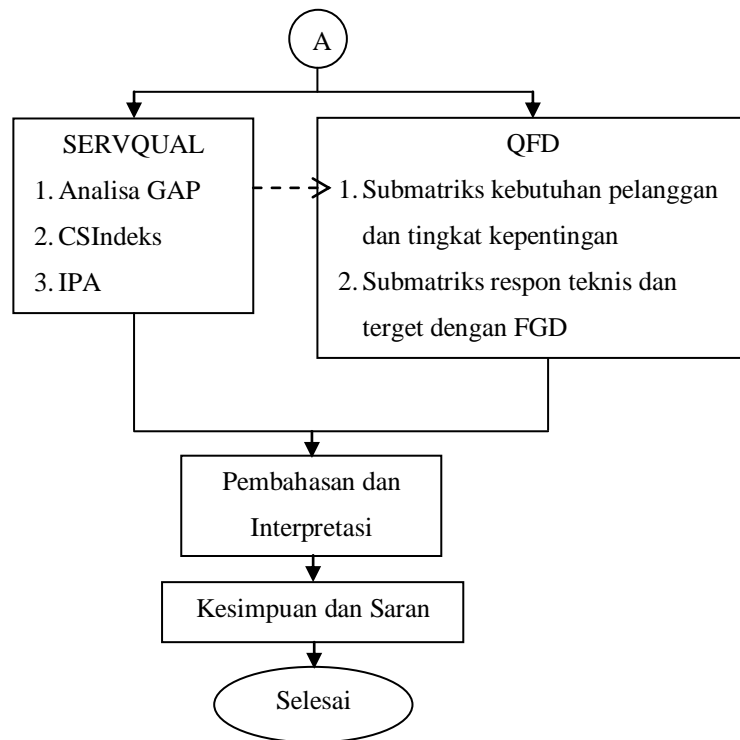 A
SERVQUAL
1. Analisa GAP
2. CSIndeks
3. IPA
QFD
1. Submatriks kebutuhan pelanggan
dan tingkat kepentingan
2. Submatriks respon teknis dan
terget dengan FGD
Pembahasan dan
Interpretasi
Kesimpuan dan Saran
Selesai